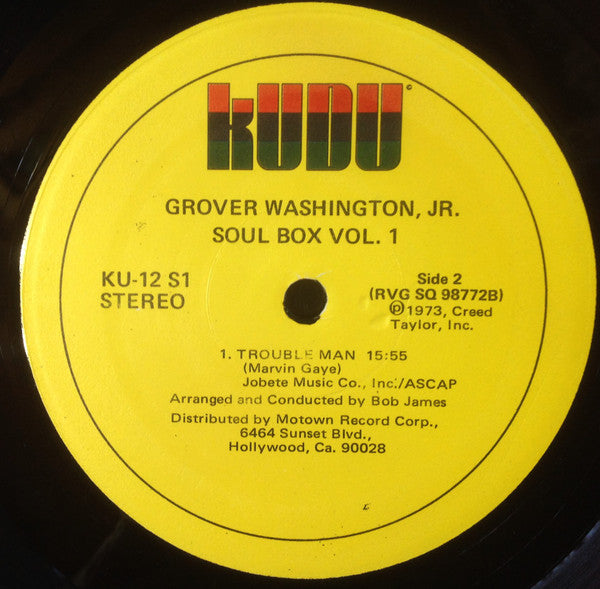 kUDU©
GROVER WASHINGTON, JR.
SOUL BOX VOL. 1
KU-12 S1
STEREO
Side 2
(RVG SQ 98772B)
℗1973, Creed
Taylor, Inc.
1. TROUBLE MAN 15:55
(Marvin Gaye)
Jobete Music Co., Inc./ASCAP
Arranged and Conducted by Bob James
Distributed by Motown Record Corp.,
6464 Sunset Blvd.,
Hollywood, Ca. 90028